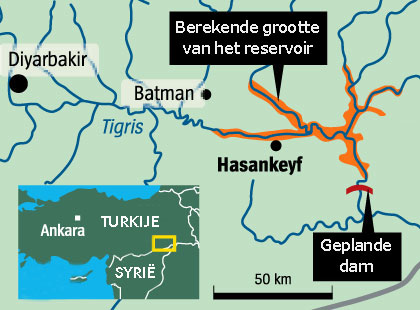 Berekende grootte
van het reservoir
Diyarbakir
Batman
Tigris
Hasankeyf
Geplande
dam
TURKIJE
Ankara
SYRIË
50 km